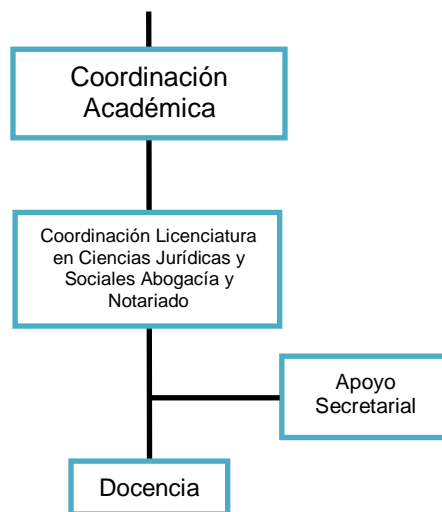 Coordinación
Académica
Coordinación Licenciatura
en Ciencias Jurídicas y
Sociales Abogacía y
Notariado
Apoyo
Secretarial
Docencia